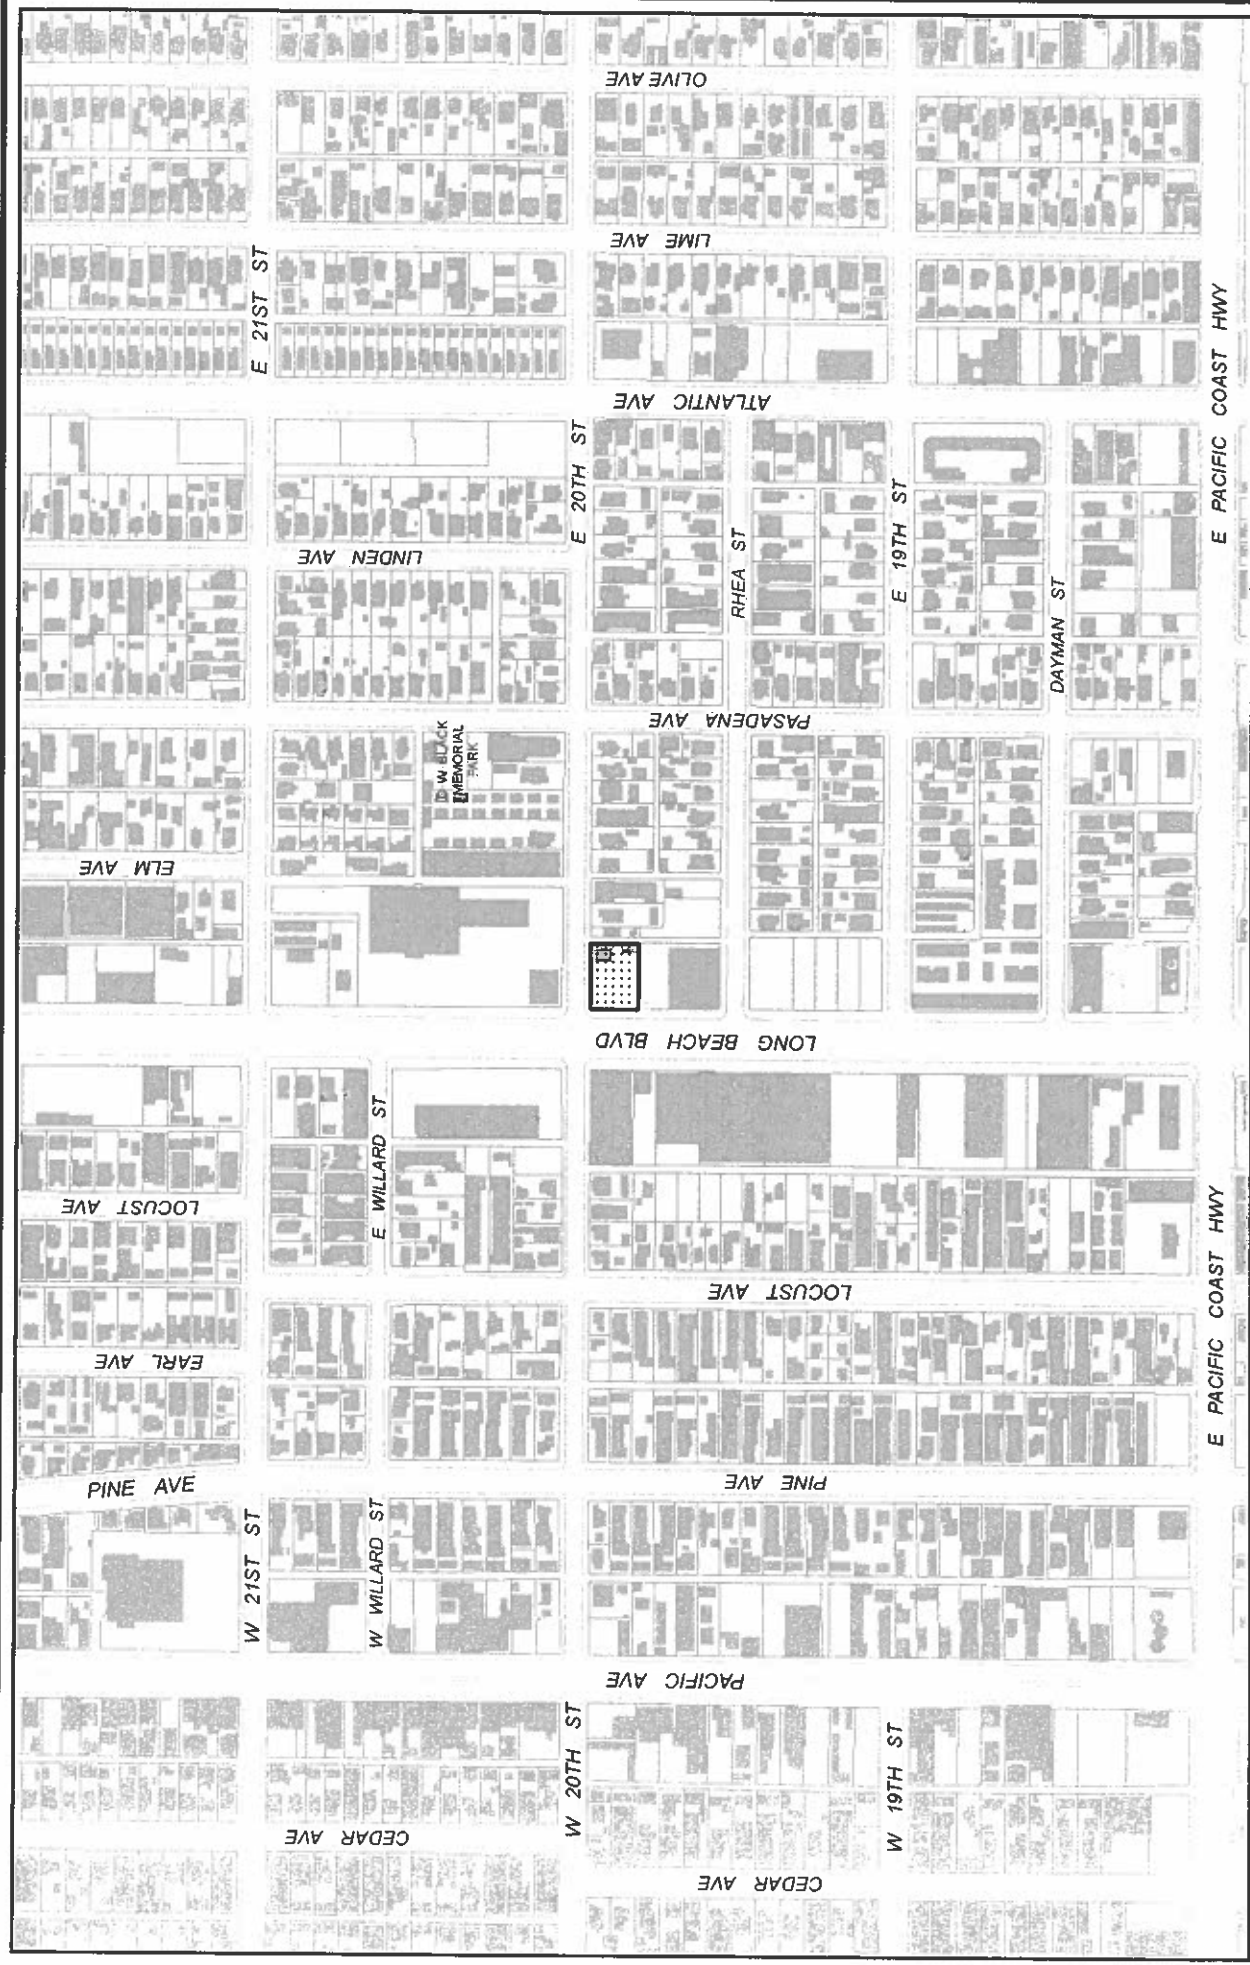 OLIVE AVE
LIME AVE
E 21ST ST
E PACIFIC COAST HWY
ATLANTIC AVE
E 20TH ST
LINDEN AVE
RHEA ST
E 19TH ST
DAYMAN ST
PASADENA AVE
W BLACK
MEMORIAL
PARK
ELM AVE
LONG BEACH BLVD
E WILLARD ST
LOCUST AVE
LOCUST AVE
E PACIFIC COAST HWY
EARL AVE
PINE AVE
PINE AVE
W 21ST ST
W WILLARD ST
PACIFIC AVE
W 20TH ST
W 19TH ST
CEDAR AVE
CEDAR AVE